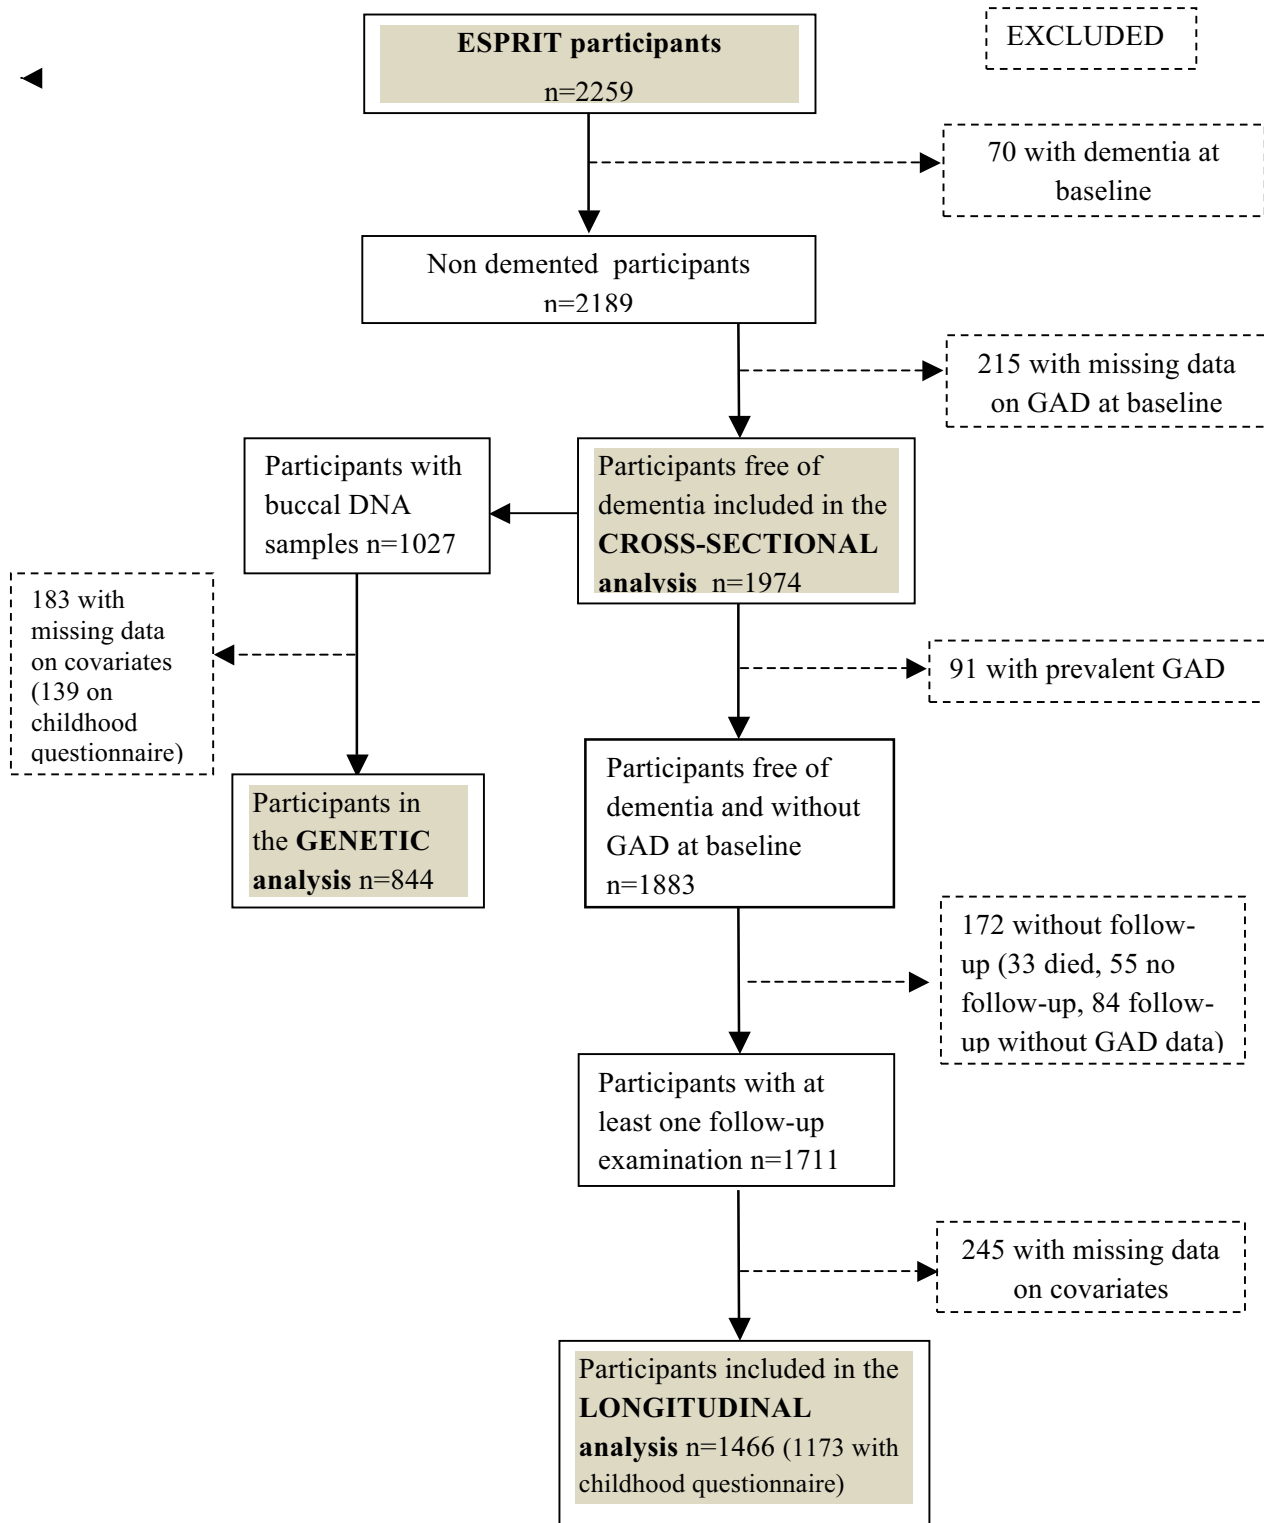 ESPRIT participants
n=2259
EXCLUDED
70 with dementia at
baseline
Non demented participants
n=2189
215 with missing data
on GAD at baseline
Participants with
buccal DNA
samples n=1027
Participants free of
dementia included in the
CROSS-SECTIONAL
analysis n=1974
183 with
missing data
on covariates
(139 on
childhood
questionnaire)
91 with prevalent GAD
Participants in
the GENETIC
analysis n=844
Participants free of
dementia and without
GAD at baseline
n=1883
172 without follow-
up (33 died, 55 no
follow-up, 84 follow-
up without GAD data)
Participants with at
least one follow-up
examination n=1711
245 with missing data
on covariates
Participants included in the
LONGITUDINAL
analysis n=1466 (1173 with
childhood questionnaire)